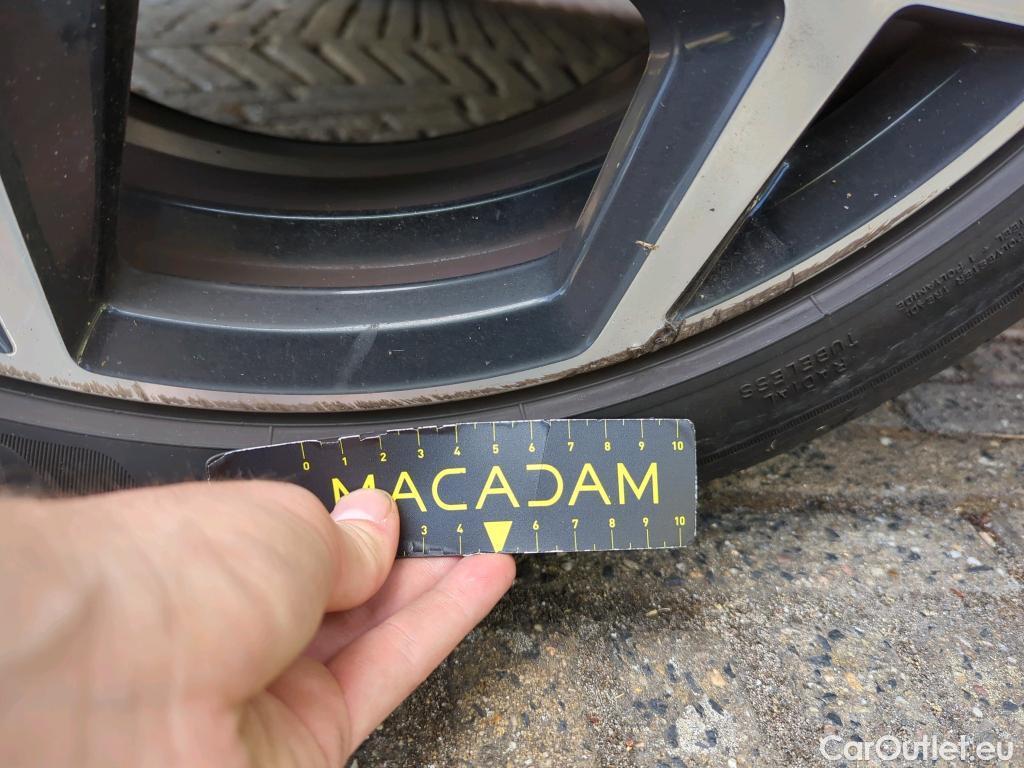 RADIAL
TUBELESS
0 1 2 3 4 5 6 7 8 9 10
MACADAM
3 4 6 7 8 9 10
CarOutlet.eu